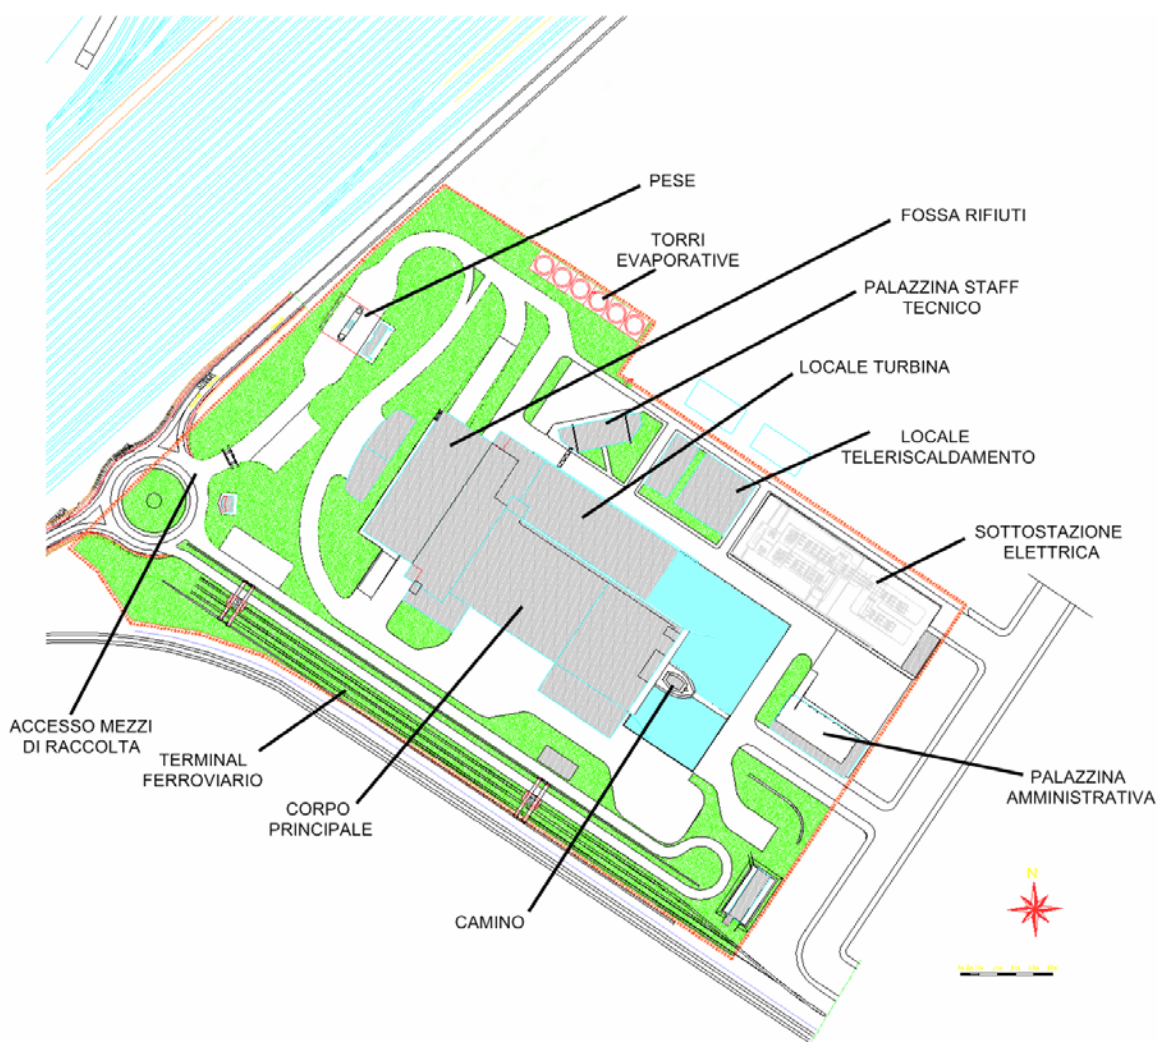 PESE
FOSSA RIFIUTI
TORRI
EVAPORATIVE
PALAZZINA STAFF
TECNICO
LOCALE TURBINA
LOCALE
TELERISCALDAMENTO
SOTTOSTAZIONE
ELETTRICA
ACCESSO MEZZI
DI RACCOLTA
TERMINAL
FERROVIARIO
CORPO
PRINCIPALE
PALAZZINA
AMMINISTRATIVA
CAMINO
N